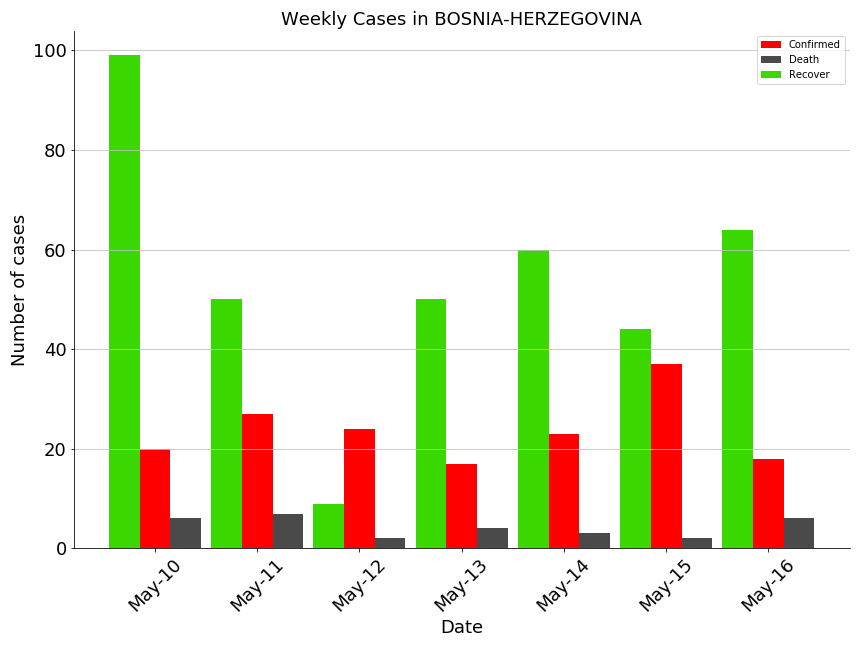 Weekly Cases in BOSNIA-HERZEGOVINA
Confirmed
Death
Recover
Number of cases
100
80
60
40
20
0
May-10
May-11
May-12
May-13
May-14
May-15
May-16
Date